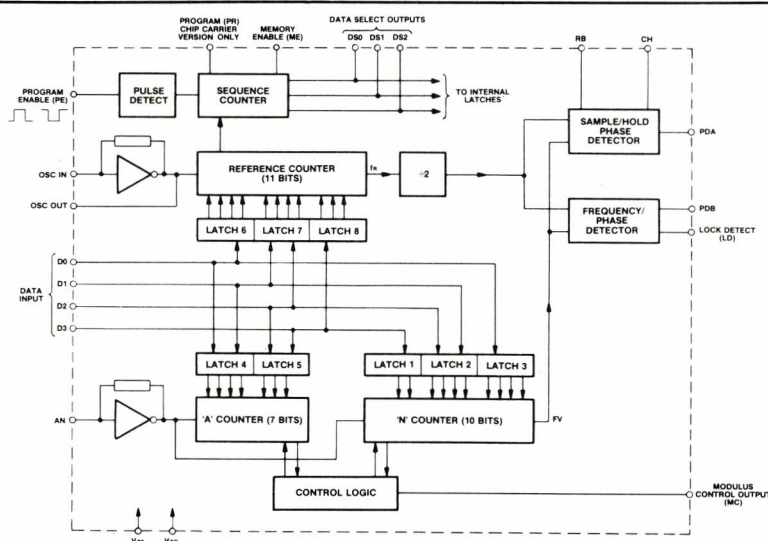 PROGRAM (PR)
CHIP CARRIER
VERSION ONLY
MEMORY
ENABLE (ME)
DATA SELECT OUTPUTS
DS0 DS1 DS2
RB
CH
PROGRAM
ENABLE (PE)
PULSE
DETECT
SEQUENCE
COUNTER
TO INTERNAL
LATCHES
SAMPLE/HOLD
PHASE
DETECTOR
PDA
OSC IN
REFERENCE COUNTER
(11 BITS)
fR
÷2
OSC OUT
LATCH 6 LATCH 7 LATCH 8
FREQUENCY/
PHASE
DETECTOR
PDB
LOCK DETECT
(LD)
DATA
INPUT
D0
D1
D2
D3
LATCH 4 LATCH 5
LATCH 1 LATCH 2 LATCH 3
AN
'A' COUNTER (7 BITS)
'N' COUNTER (10 BITS)
FV
CONTROL LOGIC
MODULUS
CONTROL OUTPUT
(MC)